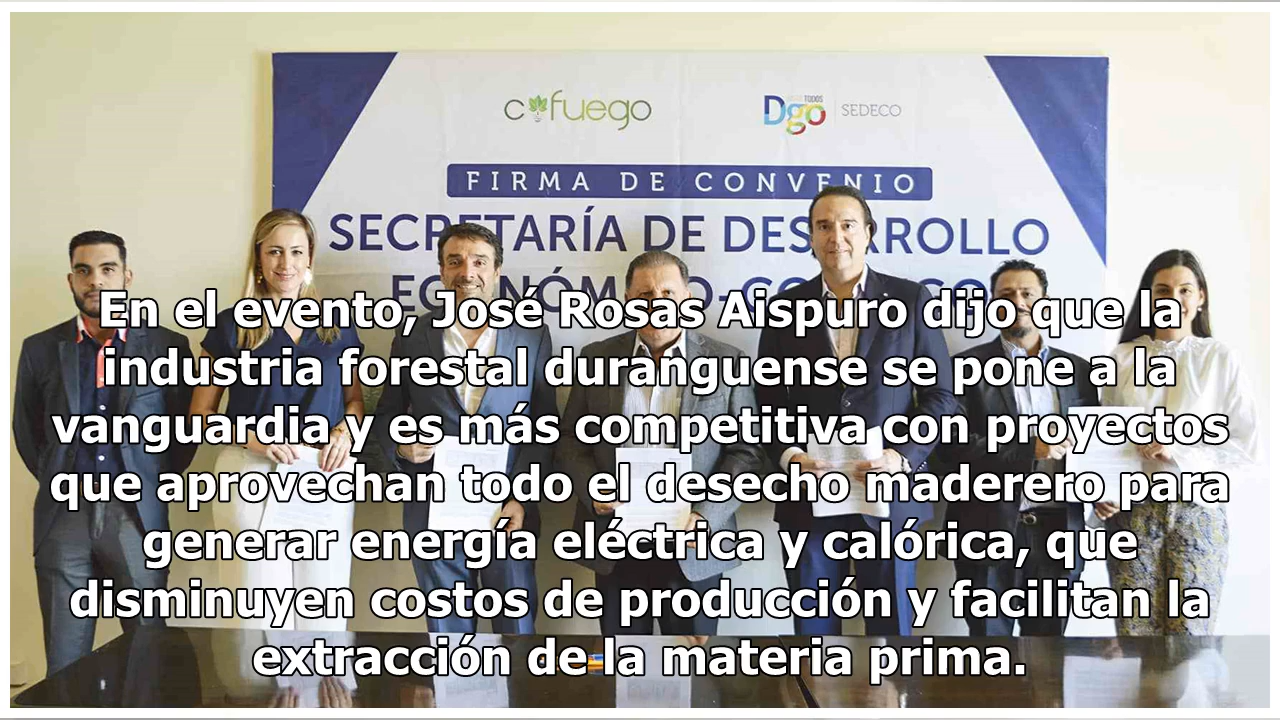 cofuego
TODOS
Dgo SEDECO
FIRMA DE CONVENIO
SECRETARÍA DE DESARROLLO
En el evento, José Rosas Aispuro dijo que la
industria forestal duranguense se pone a la
vanguardia y es más competitiva con proyectos
que aprovechan todo el desecho maderero para
generar energía eléctrica y calórica, que
disminuyen costos de producción y facilitan la
extracción de la materia prima.